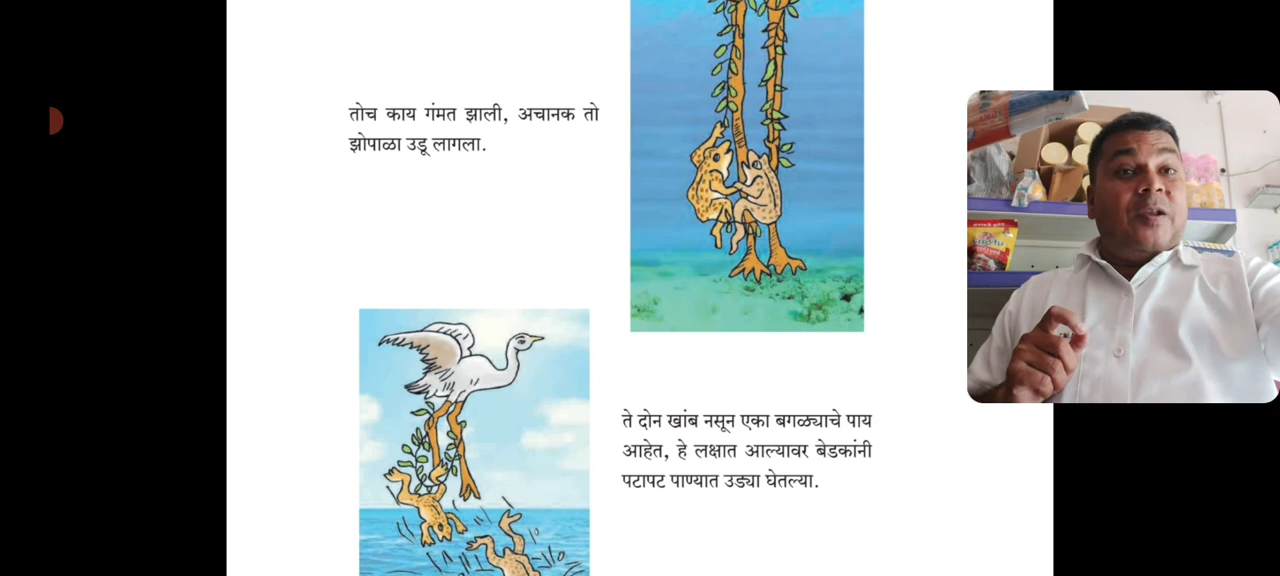 तोच काय गंमत झाली, अचानक तो
झोपाळा उडू लागला.
ते दोन खांब नसून एका बगळ्याचे पाय
आहेत, हे लक्षात आल्यावर बेडकांनी
पटापट पाण्यात उड्या घेतल्या.